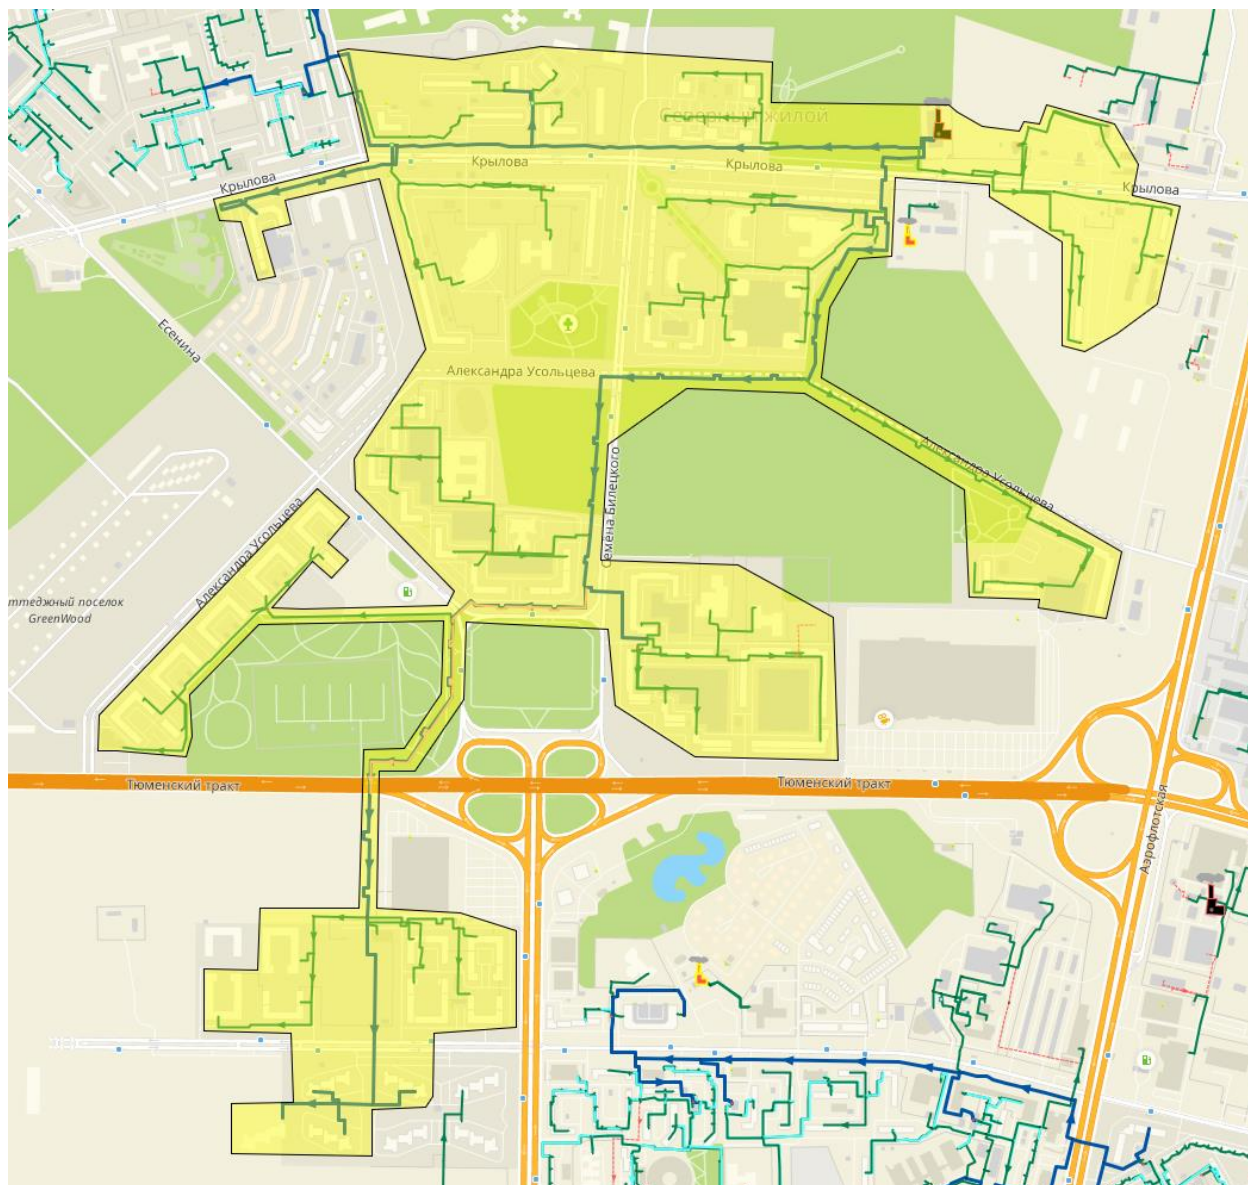 Северный жилой
Крылова
Крылова
Крылова
Крылова
Есенина
Александра Усольцева
Семёна Билецкого
Александра Усольцева
Александра Усольцева
ттеджный поселок
GreenWood
Тюменский тракт
Тюменский тракт
Аэрофлотская